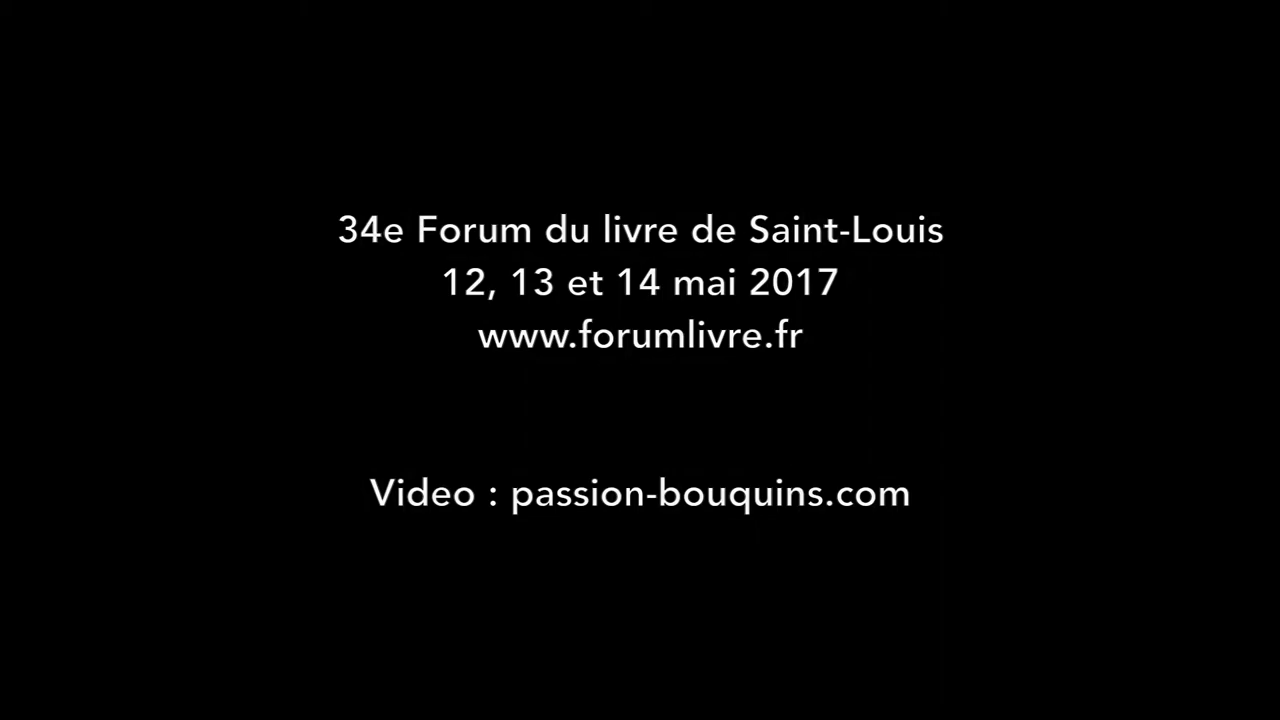 34e Forum du livre de Saint-Louis
12, 13 et 14 mai 2017
www.forumlivre.fr
Video : passion-bouquins.com